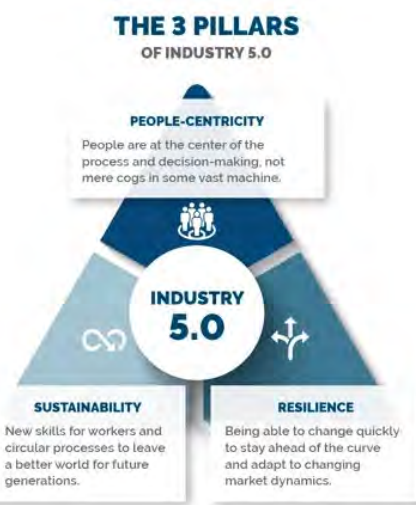 THE 3 PILLARS
OF INDUSTRY 5.0
PEOPLE-CENTRICITY
People are at the center of the
process and decision-making, not
mere cogs in some vast machine.
INDUSTRY
5.0
SUSTAINABILITY
New skills for workers and
circular processes to leave
a better world for future
generations.
RESILIENCE
Being able to change quickly
to stay ahead of the curve
and adapt to changing
market dynamics.